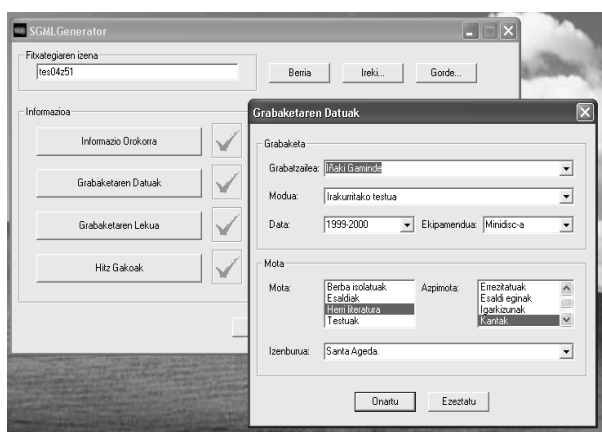 SGMLGenerator
Fitxategiaren izena
tes04z51
Berria
Ireki...
Gorde...
Informazioa
Informazio Orokorra
Grabaketaren Datuak
Grabaketaren Lekua
Hitz Gakoak
Grabaketaren Datuak
Grabaketa
Grabatzailea: Iñaki Gaminde
Modua: Irakurritako testua
Data: 1999-2000 Ekipamendua: Minidisc-a
Mota
Mota: Berba isolatuak
Esaldiak
Herri literatura
Testuak
Azpimota: Errezitatuak
Esaldi eginak
Igarkizunak
Kantak
Izenburua: Santa Ageda.
Onartu
Ezeztatu